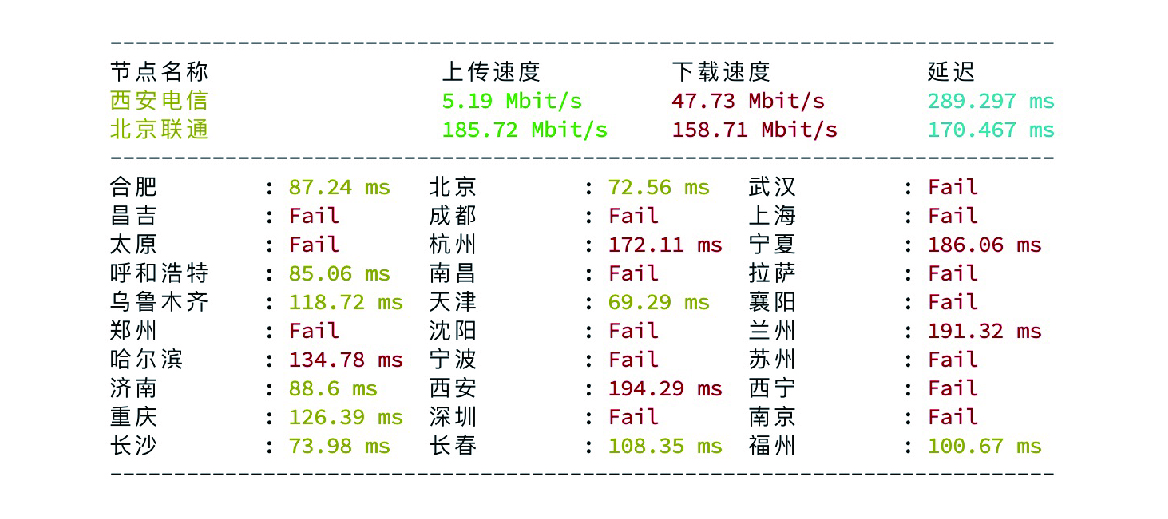 节点名称 上传速度 下载速度 延迟
西安电信 5.19 Mbit/s 47.73 Mbit/s 289.297 ms
北京联通 185.72 Mbit/s 158.71 Mbit/s 170.467 ms
合肥 : 87.24 ms 北京 : 72.56 ms 武汉 : Fail
昌吉 : Fail 成都 : Fail 上海 : Fail
太原 : Fail 杭州 : 172.11 ms 宁夏 : 186.06 ms
呼和浩特 : 85.06 ms 南昌 : Fail 拉萨 : Fail
乌鲁木齐 : 118.72 ms 天津 : 69.29 ms 襄阳 : Fail
郑州 : Fail 沈阳 : Fail 兰州 : 191.32 ms
哈尔滨 : 134.78 ms 宁波 : Fail 苏州 : Fail
济南 : 88.6 ms 西安 : 194.29 ms 西宁 : Fail
重庆 : 126.39 ms 深圳 : Fail 南京 : Fail
长沙 : 73.98 ms 长春 : 108.35 ms 福州 : 100.67 ms